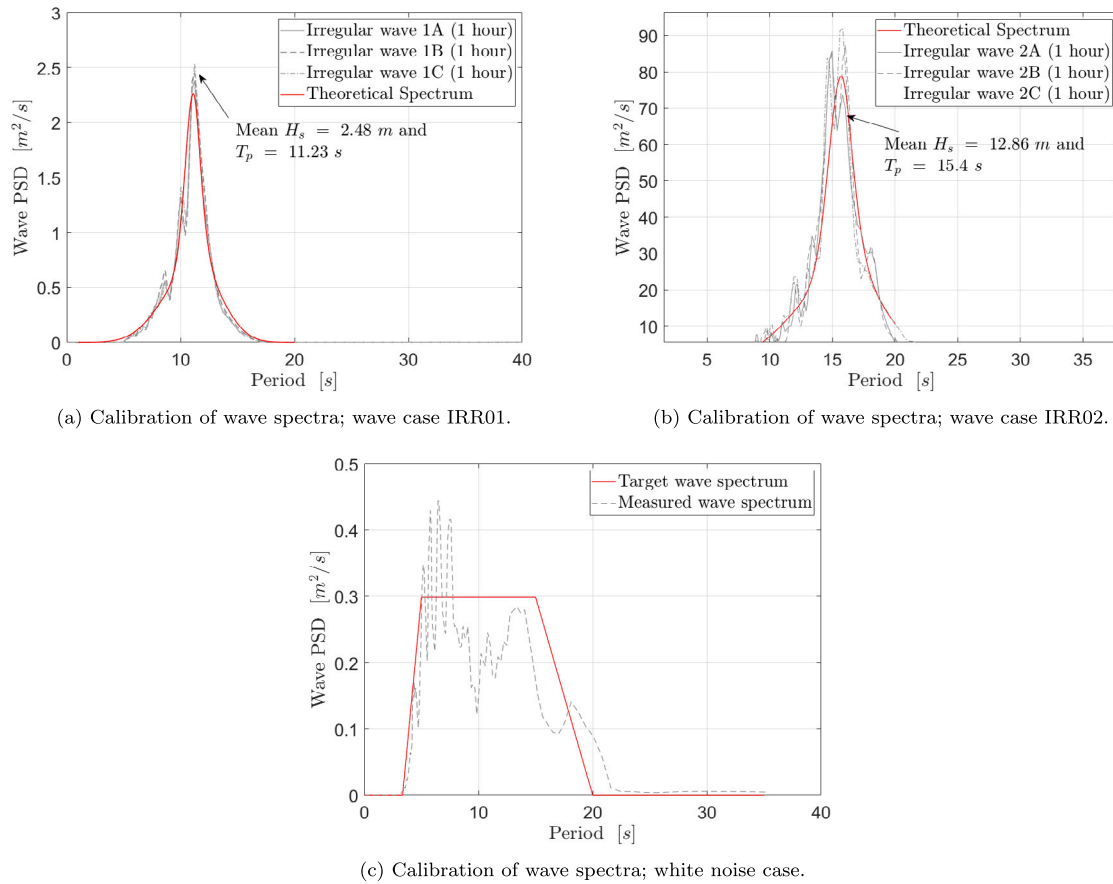 3
2.5
2
1.5
1
0.5
0
0
10
20
30
40
Wave PSD [m²/s]
Period [s]
Irregular wave 1A (1 hour)
Irregular wave 1B (1 hour)
Irregular wave 1C (1 hour)
Theoretical Spectrum
Mean H_s = 2.48 m and
T_p = 11.23 s
(a) Calibration of wave spectra; wave case IRR01.
90
80
70
60
50
40
30
20
10
5
10
15
20
25
30
35
Wave PSD [m²/s]
Period [s]
Theoretical Spectrum
Irregular wave 2A (1 hour)
Irregular wave 2B (1 hour)
Irregular wave 2C (1 hour)
Mean H_s = 12.86 m and
T_p = 15.4 s
(b) Calibration of wave spectra; wave case IRR02.
0.5
0.4
0.3
0.2
0.1
0
0
10
20
30
40
Wave PSD [m²/s]
Period [s]
Target wave spectrum
Measured wave spectrum
(c) Calibration of wave spectra; white noise case.